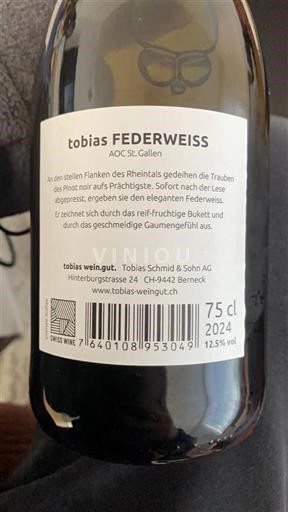 tobias FEDERWEISS
AOC St. Gallen
An den steilen Flanken des Rheintals gedeihen die Trauben
des Pinot noir aufs Prächtigste. Sofort nach der Lese
abgepresst, ergeben sie den eleganten Federweiss.
Er zeichnet sich durch das reif-fruchtige Bukett und
durch das geschmeidige Gaumengefühl aus.
VINIOU
tobias wein.gut. Tobias Schmid & Sohn AG
Hinterburgstrasse 24 CH-9442 Berneck
www.tobias-weingut.ch
75 cl
2024
12.5% vol
SWISS WINE
7 640108 953049